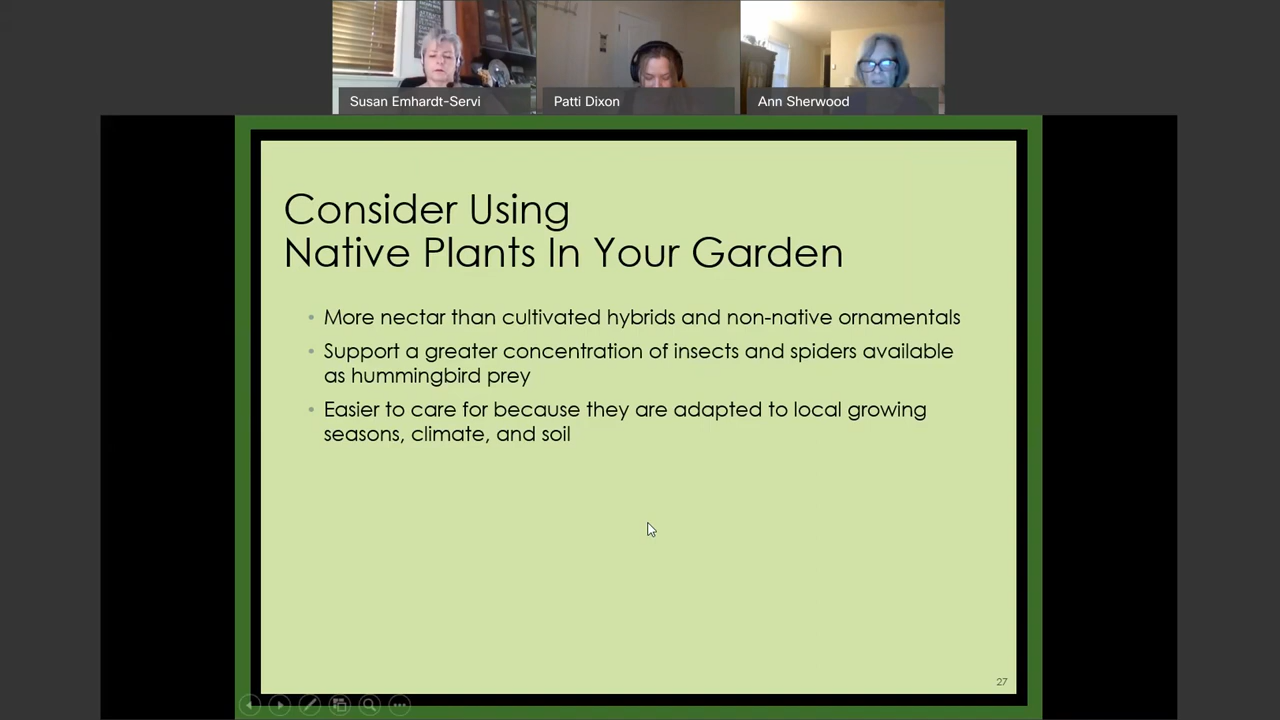 Susan Emhardt-Servi
Patti Dixon
Ann Sherwood
Consider Using
Native Plants In Your Garden
• More nectar than cultivated hybrids and non-native ornamentals
• Support a greater concentration of insects and spiders available
as hummingbird prey
• Easier to care for because they are adapted to local growing
seasons, climate, and soil
27